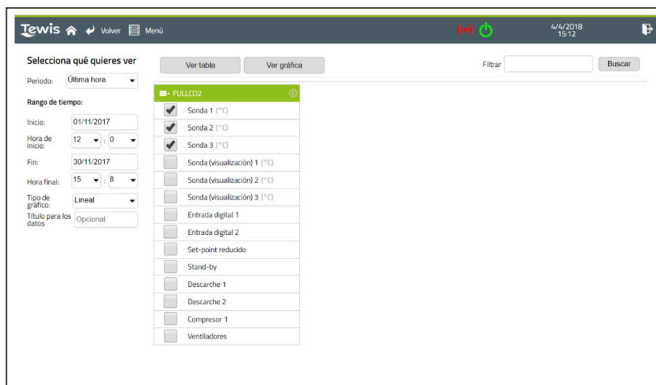 Tewis Volver Menú 4/4/2018
15:12
Selecciona qué quieres ver
Periodo: Última hora
Rango de tiempo:
Inicio: 01/11/2017
Hora de inicio: 12 : 0
Fin: 30/11/2017
Hora final: 15 : 8
Tipo de gráfico: Lineal
Título para los datos Opcional
Ver tabla Ver gráfica Filtrar Buscar
FULLCO2
Sonda 1 (°C)
Sonda 2 (°C)
Sonda 3 (°C)
Sonda (visualización) 1 (°C)
Sonda (visualización) 2 (°C)
Sonda (visualización) 3 (°C)
Entrada digital 1
Entrada digital 2
Set-point reducido
Stand-by
Descarche 1
Descarche 2
Compresor 1
Ventiladores